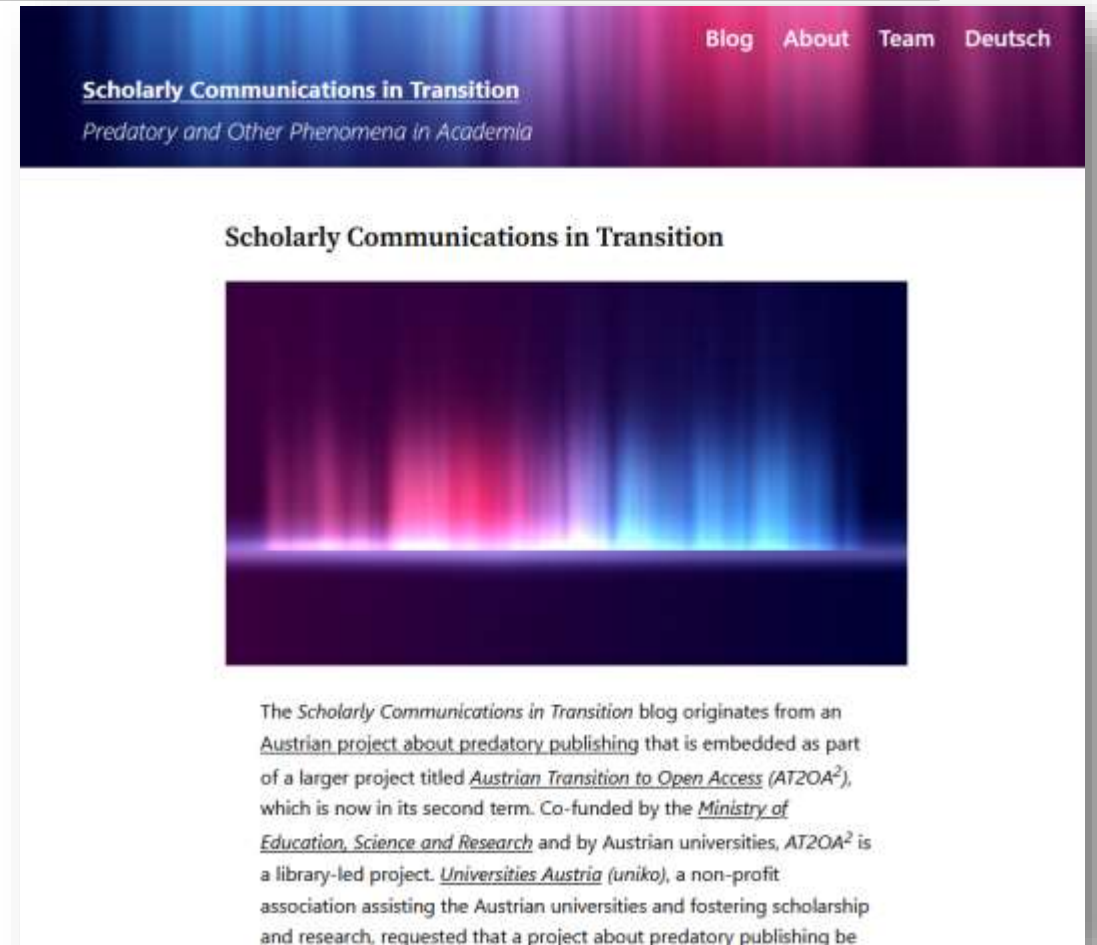 Blog About Team Deutsch
Scholarly Communications in Transition
Predatory and Other Phenomena in Academia
Scholarly Communications in Transition
The Scholarly Communications in Transition blog originates from an
Austrian project about predatory publishing that is embedded as part
of a larger project titled Austrian Transition to Open Access (AT2OA²),
which is now in its second term. Co-funded by the Ministry of
Education, Science and Research and by Austrian universities, AT2OA² is
a library-led project. Universities Austria (uniko), a non-profit
association assisting the Austrian universities and fostering scholarship
and research, requested that a project about predatory publishing be